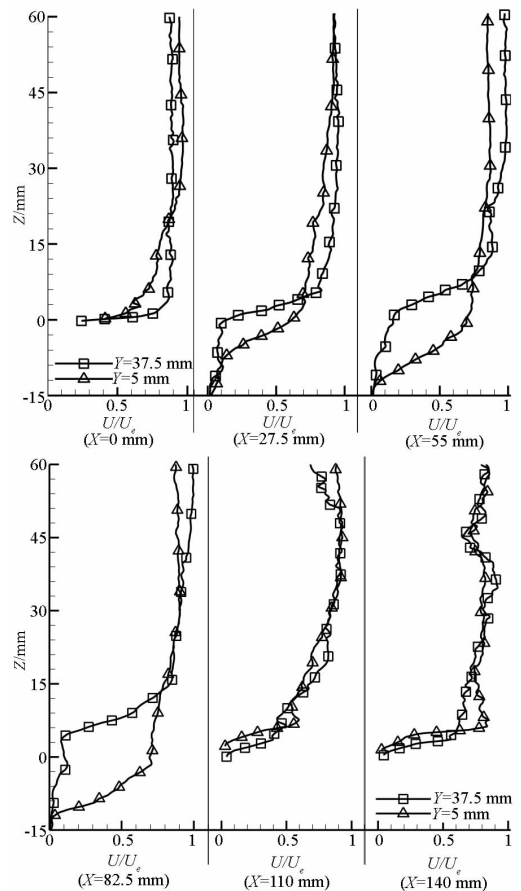 60
45
30
15
0
-15
Z/mm
Y=37.5 mm
Y=5 mm
0.5 1
0.5 1
0 0.5 1
U/Ue
U/Ue
U/Ue
(X=0 mm)
(X=27.5 mm)
(X=55 mm)
60
45
30
15
0
-15
Z/mm
Y=37.5 mm
Y=5 mm
0 0.5 1
0 0.5 1
0 0.5 1
U/Ue
U/Ue
U/Ue
(X=82.5 mm)
(X=110 mm)
(X=140 mm)